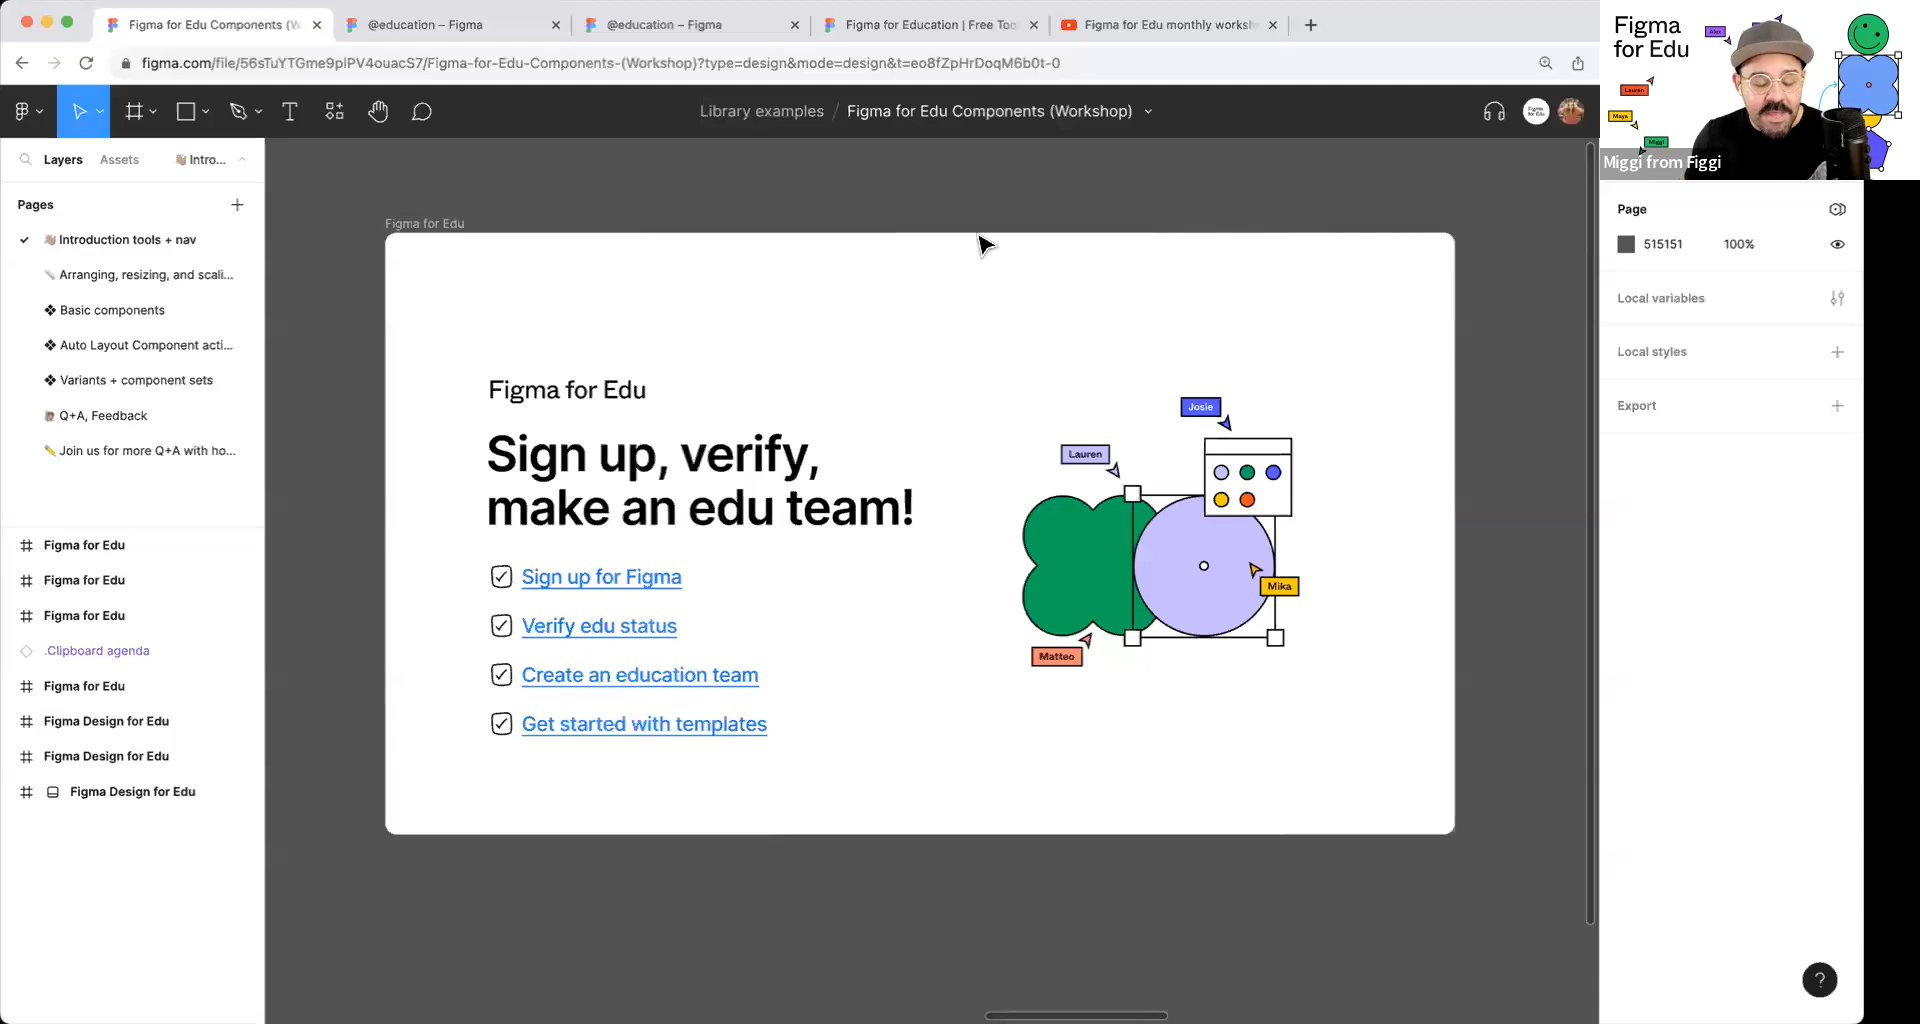 Figma for Edu Components (W
@education – Figma
@education – Figma
Figma for Education | Free Too
Figma for Edu monthly worksh
figma.com/file/56sTuYTGme9plPV4ouacS7/Figma-for-Edu-Components-(Workshop)?type=design&mode=design&t=eo8fZpHrDoqM6b0t-0
Library examples / Figma for Edu Components (Workshop)
Figma
for Edu
Alex
Lauren
Maya
Miggi
Miggi from Figgi
Layers
Assets
Intro...
Pages
Introduction tools + nav
Arranging, resizing, and scali...
Basic components
Auto Layout Component acti...
Variants + component sets
Q+A, Feedback
Join us for more Q+A with ho...
Figma for Edu
Figma for Edu
Figma for Edu
.Clipboard agenda
Figma for Edu
Figma Design for Edu
Figma Design for Edu
Figma Design for Edu
Figma for Edu
Figma for Edu
Sign up, verify,
make an edu team!
Sign up for Figma
Verify edu status
Create an education team
Get started with templates
Josie
Lauren
Mika
Matteo
Page
515151 100%
Local variables
Local styles
Export
?